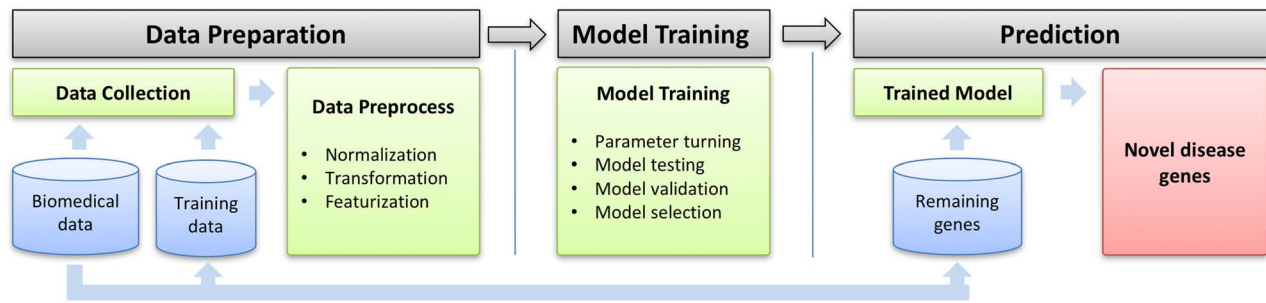 Data Preparation
Model Training
Prediction
Data Collection
Data Preprocess
• Normalization
• Transformation
• Featurization
Biomedical
data
Training
data
Model Training
• Parameter turning
• Model testing
• Model validation
• Model selection
Trained Model
Remaining
genes
Novel disease
genes